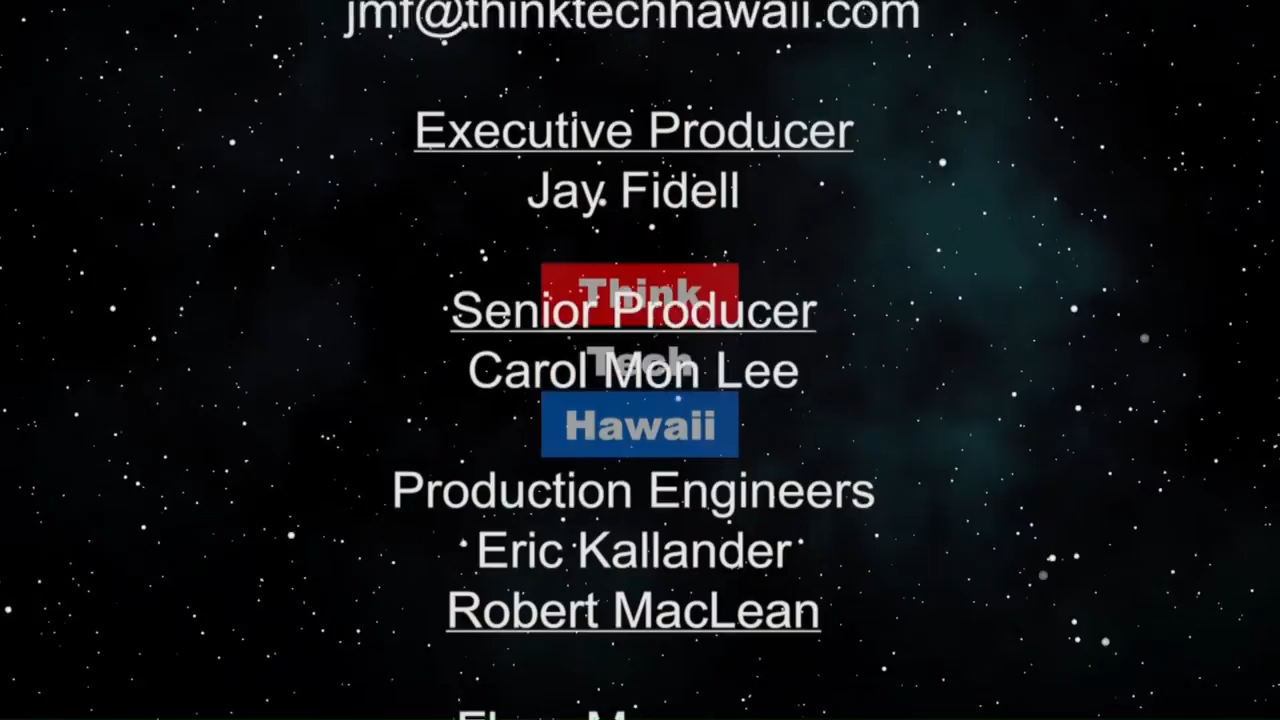 jmf@thinktechhawaii.com
Executive Producer
Jay Fidell
Think
Senior Producer
Tech
Carol Mon Lee
Hawaii
Production Engineers
Eric Kallander
Robert MacLean